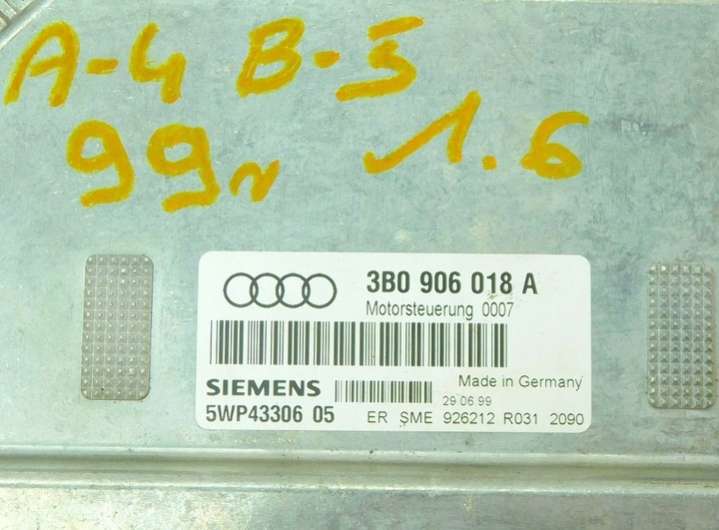 A-4 B-5
99r 1.6
3B0 906 018 A
Motorsteuerung 0007
SIEMENS
Made in Germany
29.06.99
5WP43306 05
ER SME 926212 R031 2090